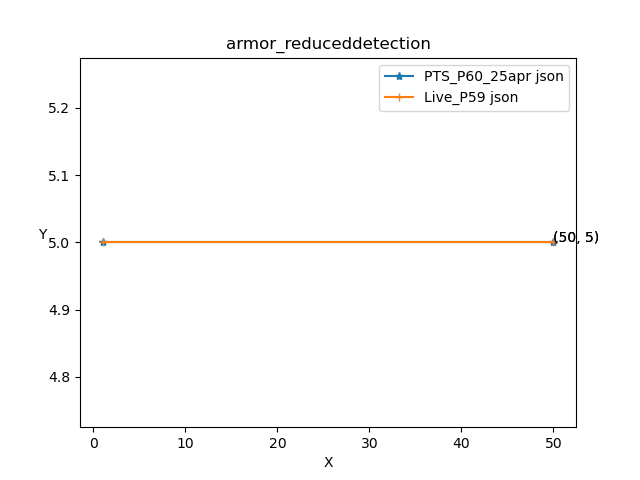 armor_reduceddetection
PTS_P60_25apr json
Live_P59 json
5.2
5.1
Y
5.0
(50, 5)
4.9
4.8
0 10 20 30 40 50
X